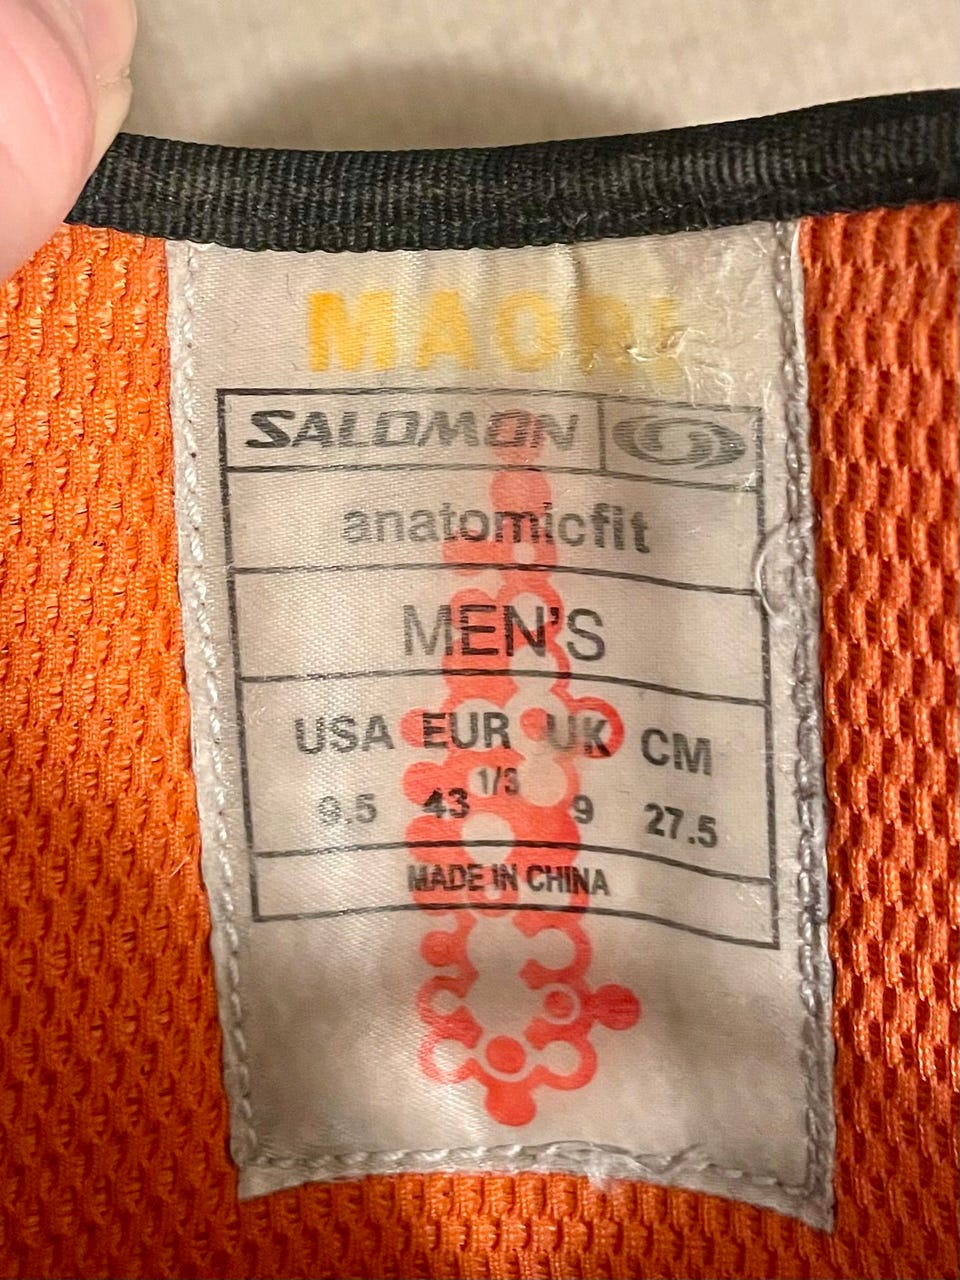 MAORI
SALOMON
anatomicfit
MEN'S
USA EUR UK CM
9.5 43 1/3 9 27.5
MADE IN CHINA